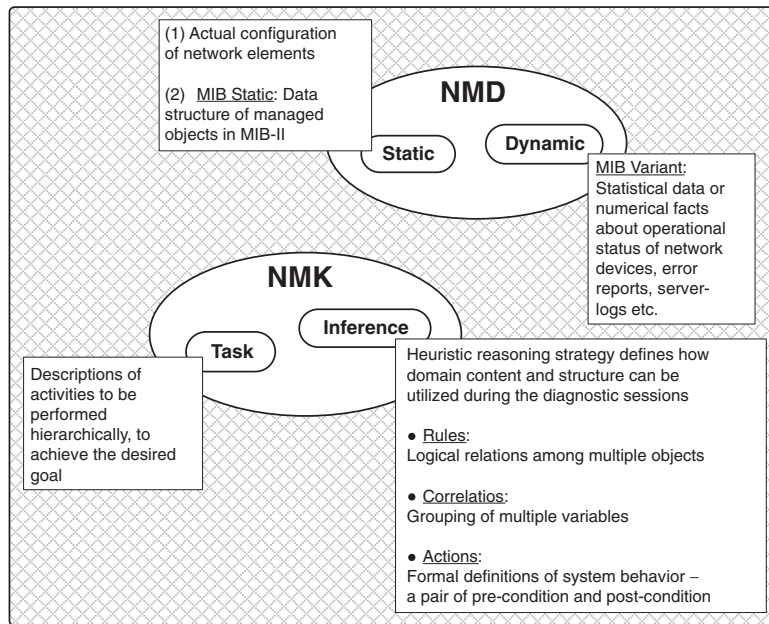 (1) Actual configuration
of network elements
(2) MIB Static: Data
structure of managed
objects in MIB-II
NMD
Static
Dynamic
MIB Variant:
Statistical data or
numerical facts
about operational
status of network
devices, error
reports, server-
logs etc.
NMK
Task
Inference
Descriptions of
activities to be
performed
hierarchically, to
achieve the desired
goal
Heuristic reasoning strategy defines how
domain content and structure can be
utilized during the diagnostic sessions
● Rules:
Logical relations among multiple objects
● Correlatios:
Grouping of multiple variables
● Actions:
Formal definitions of system behavior –
a pair of pre-condition and post-condition